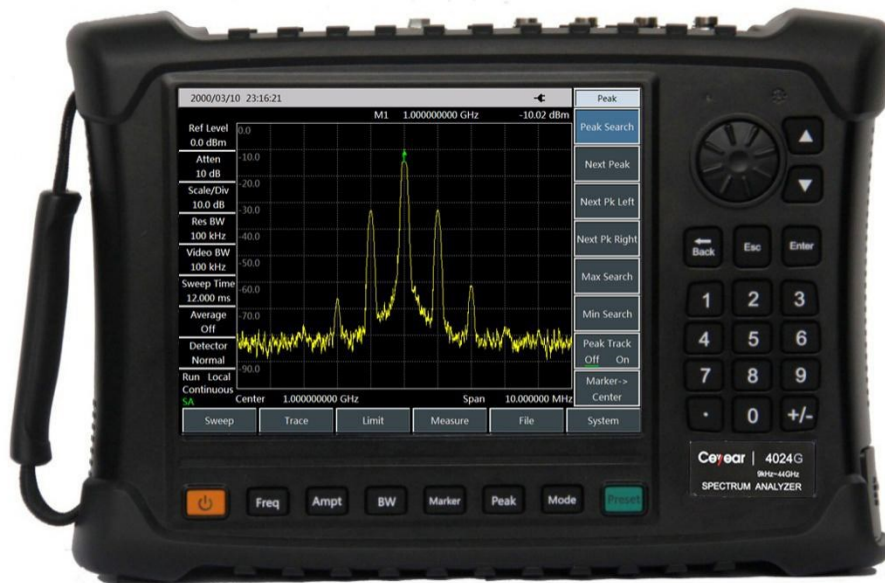 2000/03/10 23:16:21
Peak
M1 1.000000000 GHz -10.02 dBm
Ref Level
0.0 dBm
Atten
10 dB
Scale/Div
10.0 dB
Res BW
100 kHz
Video BW
100 kHz
Sweep Time
12.000 ms
Average
Off
Detector
Normal
Run Local
Continuous
SA
0.0
-10.0
-20.0
-30.0
-40.0
-50.0
-60.0
-70.0
-80.0
-90.0
Center 1.000000000 GHz Span 10.000000 MHz
Peak Search
Next Peak
Next Pk Left
Next Pk Right
Max Search
Min Search
Peak Track
Off On
Marker->
Center
Sweep Trace Limit Measure File System
Freq Ampt BW Marker Peak Mode Preset
Back Esc Enter
1 2 3
4 5 6
7 8 9
. 0 +/-
Ceyear | 4024G
9kHz~44GHz
SPECTRUM ANALYZER